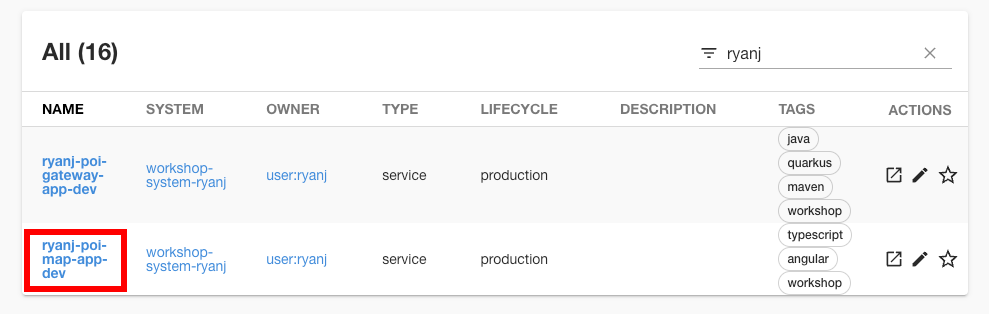 All (16)
ryanj
NAME SYSTEM OWNER TYPE LIFECYCLE DESCRIPTION TAGS ACTIONS
ryanj-poi-
gateway-
app-dev
workshop-
system-ryanj
user:ryanj
service
production
java
quarkus
maven
workshop
ryanj-poi-
map-app-
dev
workshop-
system-ryanj
user:ryanj
service
production
typescript
angular
workshop